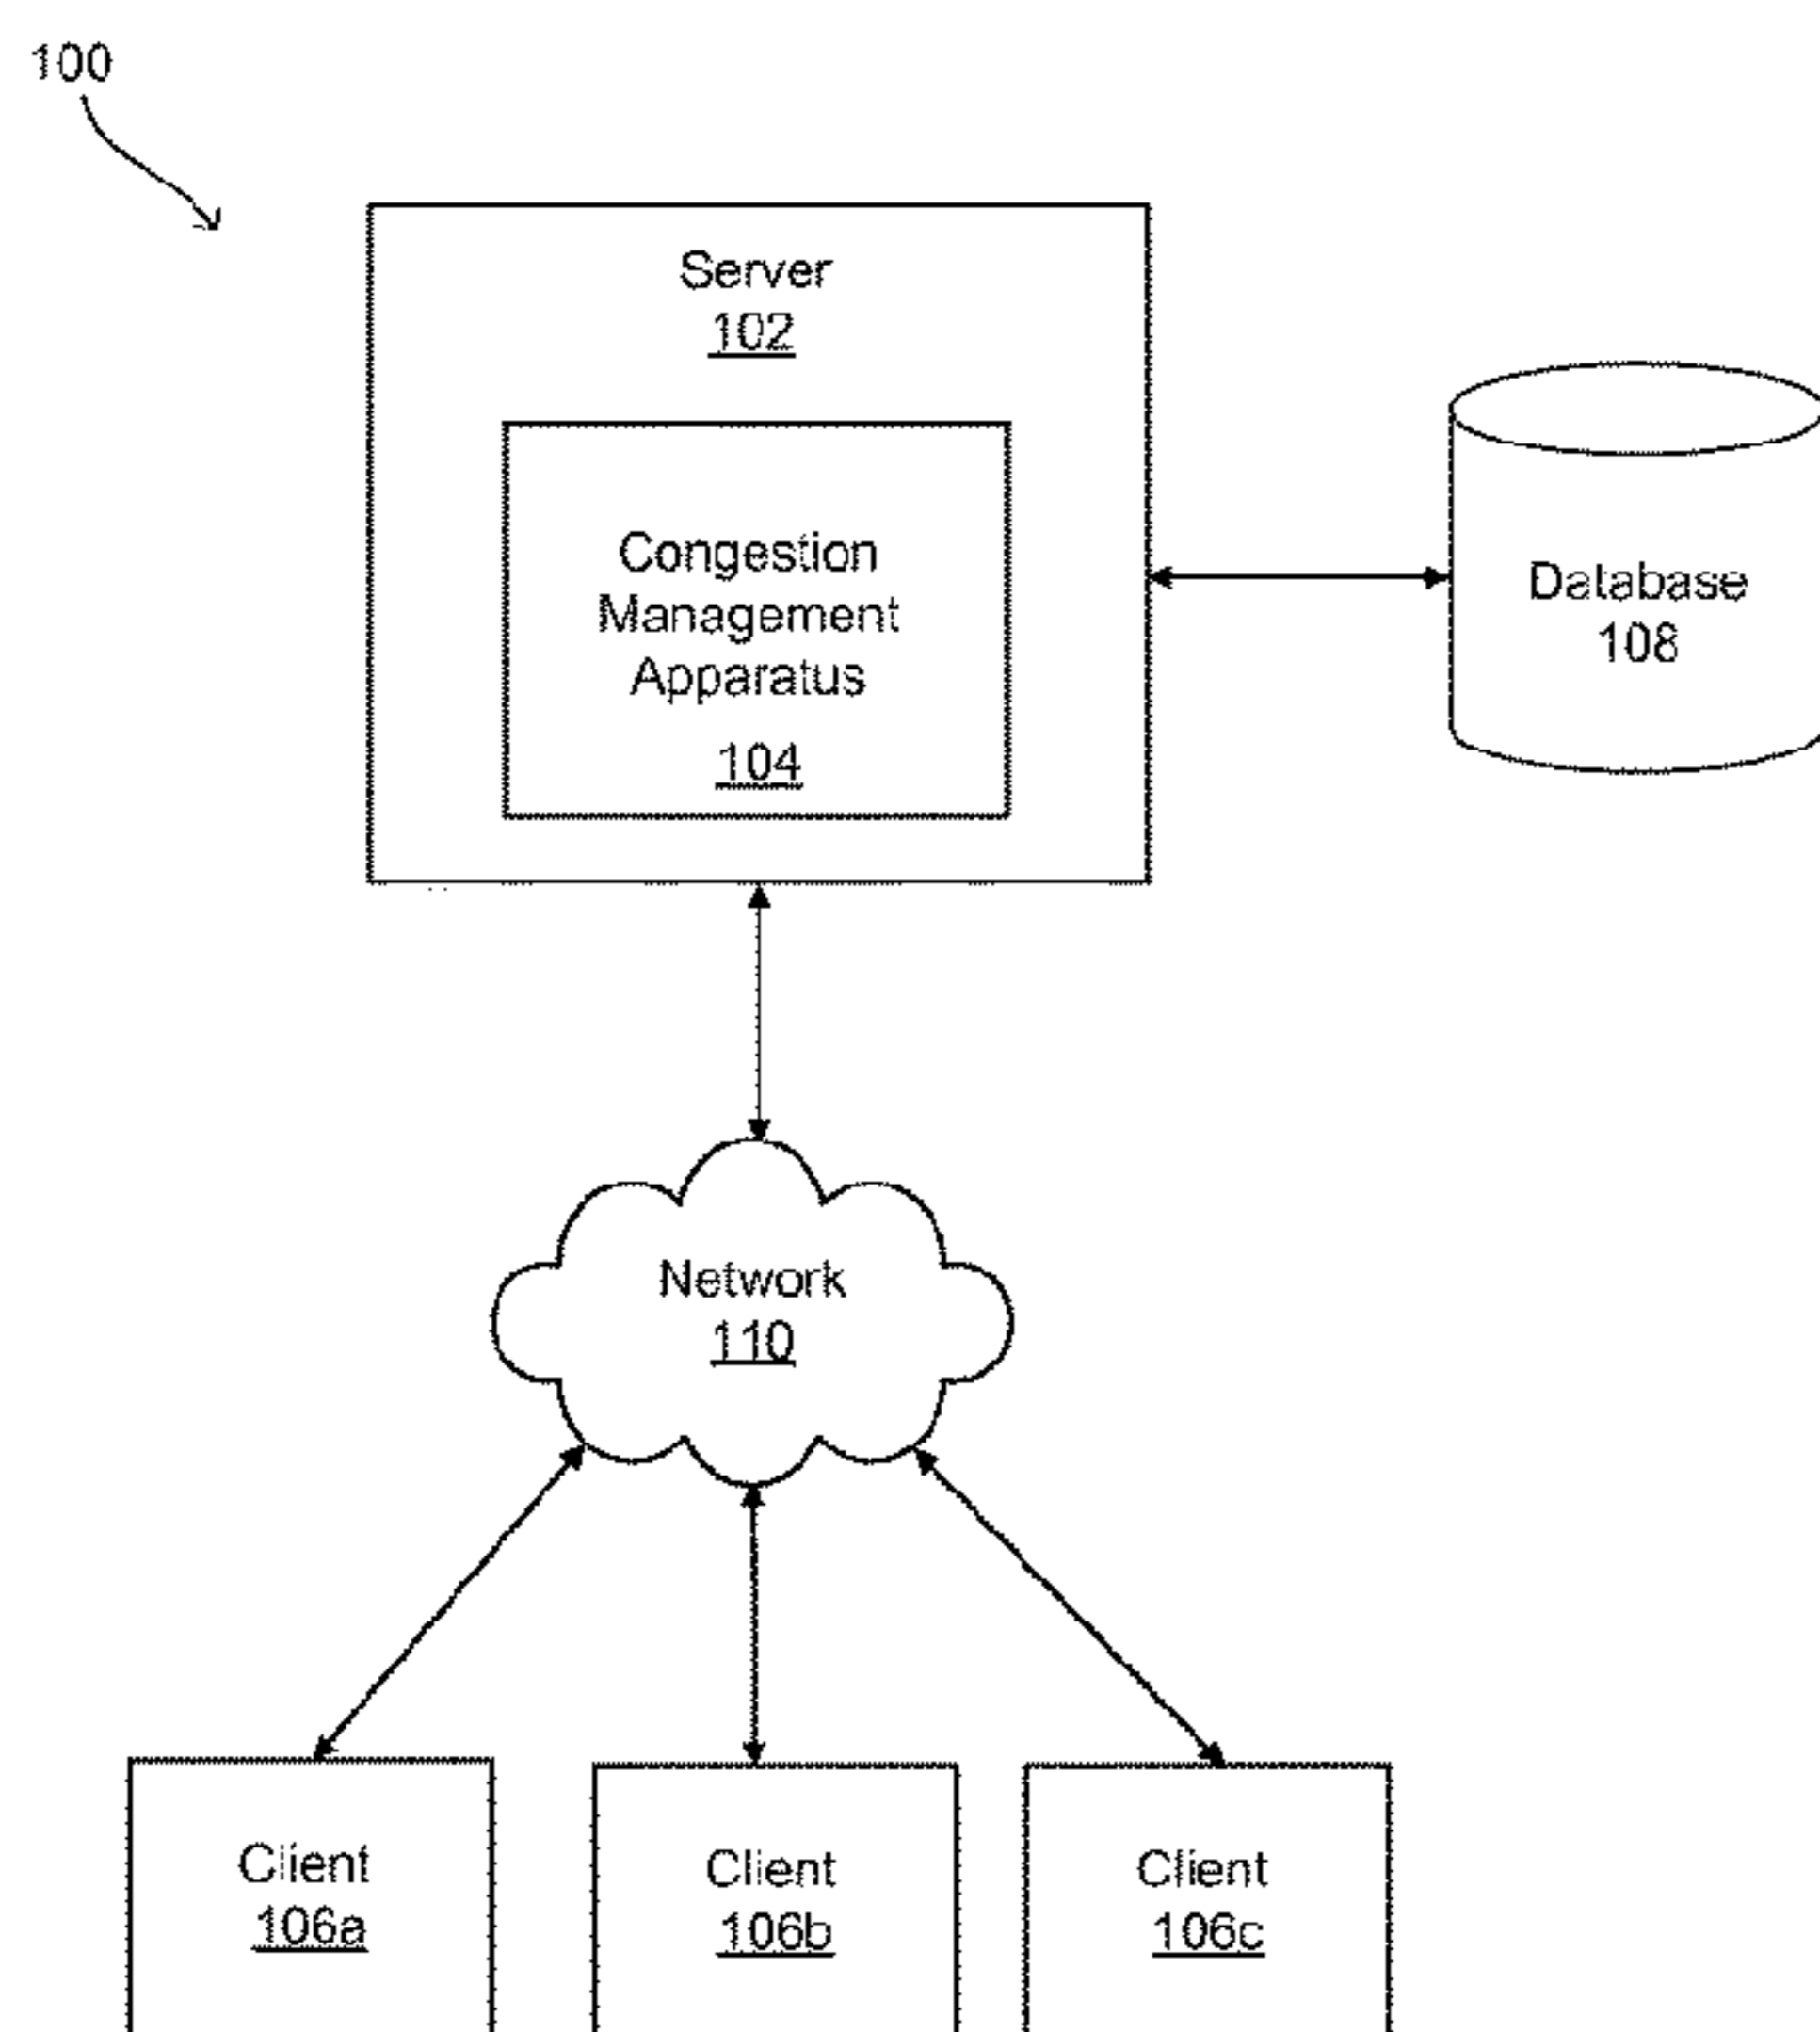 100
Server
102
Congestion
Management
Apparatus
104
Database
108
Network
110
Client
106a
Client
106b
Client
106c